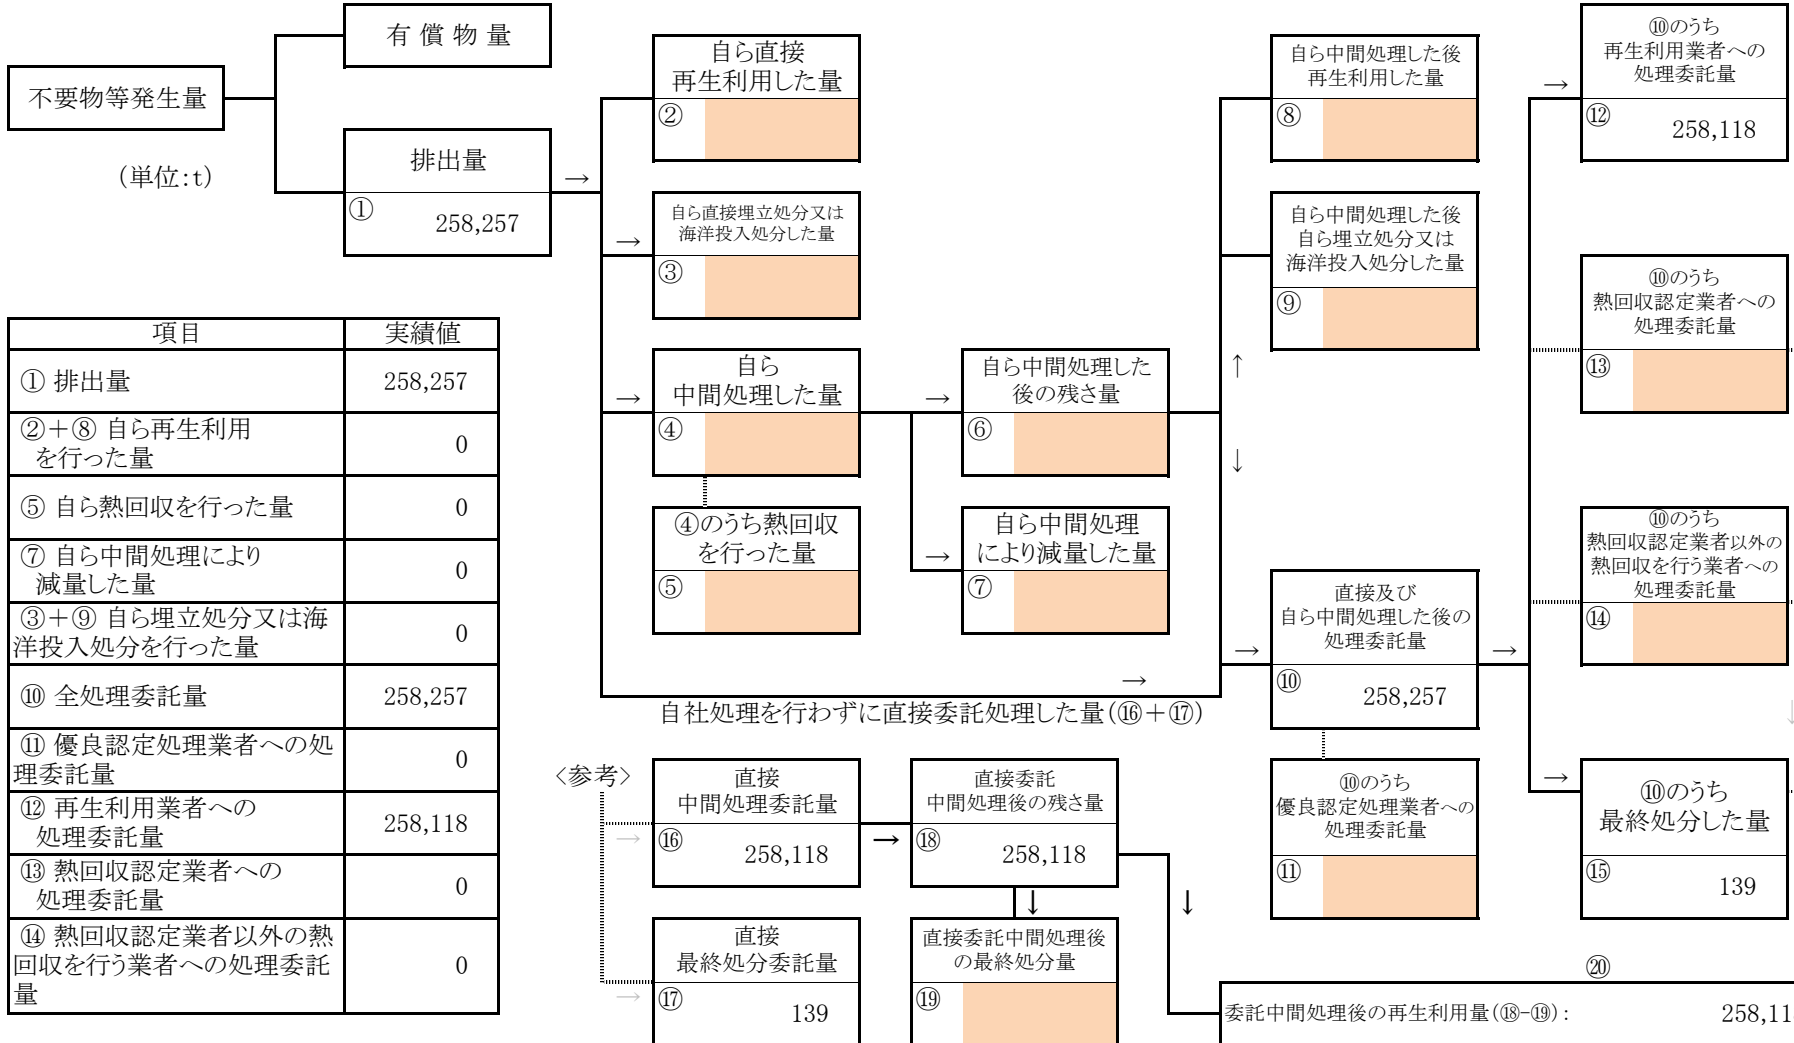 不要物等発生量
（単位：t）
有 償 物 量
排出量
①
258,257
→
自ら直接
再生利用した量
②
→
自ら直接埋立処分又は
海洋投入処分した量
③
→
自ら
中間処理した量
④
④のうち熱回収
を行った量
⑤
→
自ら中間処理した
後の残さ量
⑥
→
自ら中間処理
により減量した量
⑦
↑
↓
自ら中間処理した後
再生利用した量
⑧
自ら中間処理した後
自ら埋立処分又は
海洋投入処分した量
⑨
→
自社処理を行わずに直接委託処理した量（⑯＋⑰）
→
直接及び
自ら中間処理した後の
処理委託量
⑩
258,257
→
⑩のうち
優良認定処理業者への
処理委託量
⑪
→
⑩のうち
再生利用業者への
処理委託量
⑫
258,118
⑩のうち
熱回収認定業者への
処理委託量
⑬
⑩のうち
熱回収認定業者以外の
熱回収を行う業者への
処理委託量
⑭
↓
→
⑩のうち
最終処分した量
⑮
139
項目 実績値
① 排出量 258,257
②＋⑧ 自ら再生利用
を行った量 0
⑤ 自ら熱回収を行った量 0
⑦ 自ら中間処理により
減量した量 0
③＋⑨ 自ら埋立処分又は海
洋投入処分を行った量 0
⑩ 全処理委託量 258,257
⑪ 優良認定処理業者への処
理委託量 0
⑫ 再生利用業者への
処理委託量 258,118
⑬ 熱回収認定業者への
処理委託量 0
⑭ 熱回収認定業者以外の熱
回収を行う業者への処理委託
量 0
〈参考〉
→
直接
中間処理委託量
⑯
258,118
→
直接委託
中間処理後の残さ量
⑱
258,118
↓
↓
→
直接
最終処分委託量
⑰
139
直接委託中間処理後
の最終処分量
⑲
⑳
委託中間処理後の再生利用量（⑱-⑲）： 258,11